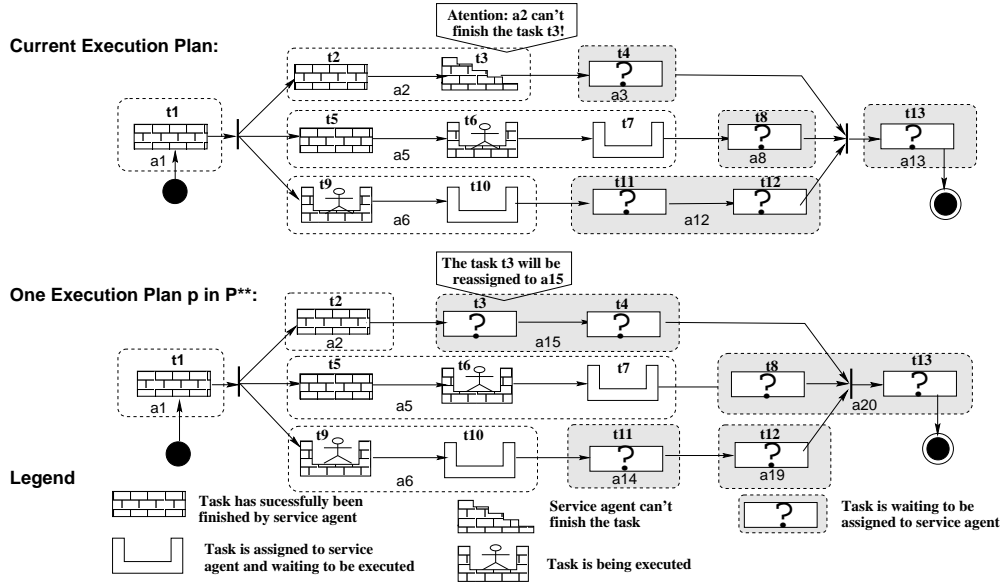 Attention: a2 can't
finish the task t3!
Current Execution Plan:
t2
t3
t4
a2
a3
t1
a1
t5
t6
t7
t8
t13
a5
a8
a13
t9
t10
t11
t12
a6
a12
The task t3 will be
reassigned to a15
One Execution Plan p in P**:
t2
t3
t4
a2
a15
t1
a1
t5
t6
t7
t8
t13
a5
a20
t9
t10
t11
t12
a6
a14
a19
Legend
Task has sucessfully been
finished by service agent
Service agent can't
finish the task
Task is waiting to be
assigned to service agent
Task is assigned to service
agent and waiting to be executed
Task is being executed